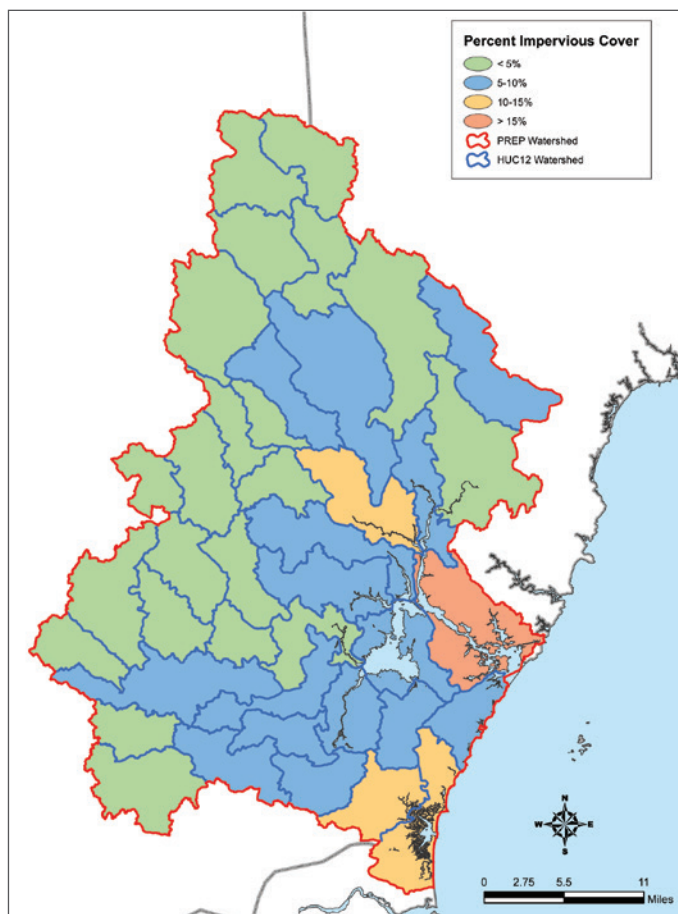 Percent Impervious Cover
< 5%
5-10%
10-15%
> 15%
PREP Watershed
HUC12 Watershed
N
W E
S
0 2.75 5.5 11
Miles